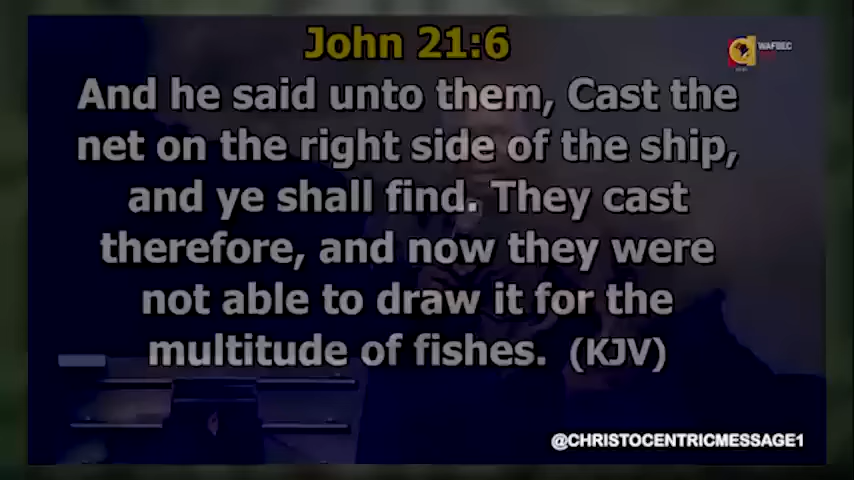 John 21:6
WAFBEC
And he said unto them, Cast the
net on the right side of the ship,
and ye shall find. They cast
therefore, and now they were
not able to draw it for the
multitude of fishes. (KJV)
@CHRISTOCENTRICMESSAGE1